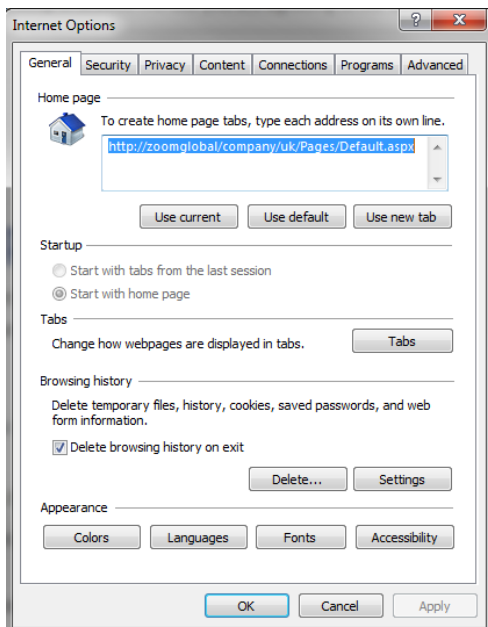 Internet Options
? X
General Security Privacy Content Connections Programs Advanced
Home page
To create home page tabs, type each address on its own line.
http://zoomglobal/company/uk/Pages/Default.aspx
Use current Use default Use new tab
Startup
Start with tabs from the last session
Start with home page
Tabs
Change how webpages are displayed in tabs. Tabs
Browsing history
Delete temporary files, history, cookies, saved passwords, and web
form information.
Delete browsing history on exit
Delete... Settings
Appearance
Colors Languages Fonts Accessibility
OK Cancel Apply